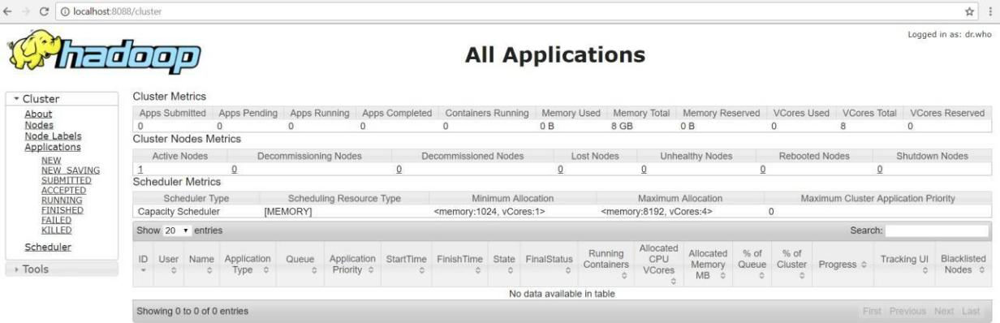 localhost:8088/cluster
Logged in as: dr.who
hadoop
All Applications
Cluster
About
Nodes
Node Labels
Applications
NEW
NEW_SAVING
SUBMITTED
ACCEPTED
RUNNING
FINISHED
FAILED
KILLED
Scheduler
Tools
Cluster Metrics
Apps Submitted Apps Pending Apps Running Apps Completed Containers Running Memory Used Memory Total Memory Reserved VCores Used VCores Total VCores Reserved
0 0 0 0 0 0 B 8 GB 0 B 0 8 0
Cluster Nodes Metrics
Active Nodes Decommissioning Nodes Decommissioned Nodes Lost Nodes Unhealthy Nodes Rebooted Nodes Shutdown Nodes
1 0 0 0 0 0 0
Scheduler Metrics
Scheduler Type Scheduling Resource Type Minimum Allocation Maximum Allocation Maximum Cluster Application Priority
Capacity Scheduler [MEMORY] <memory:1024, vCores:1> <memory:8192, vCores:4> 0
Show 20 entries Search:
ID User Name Application Type Queue Application Priority StartTime FinishTime State FinalStatus Running Containers Allocated CPU VCores Allocated Memory MB % of Queue % of Cluster Progress Tracking UI Blacklisted Nodes
No data available in table
Showing 0 to 0 of 0 entries First Previous Next Last